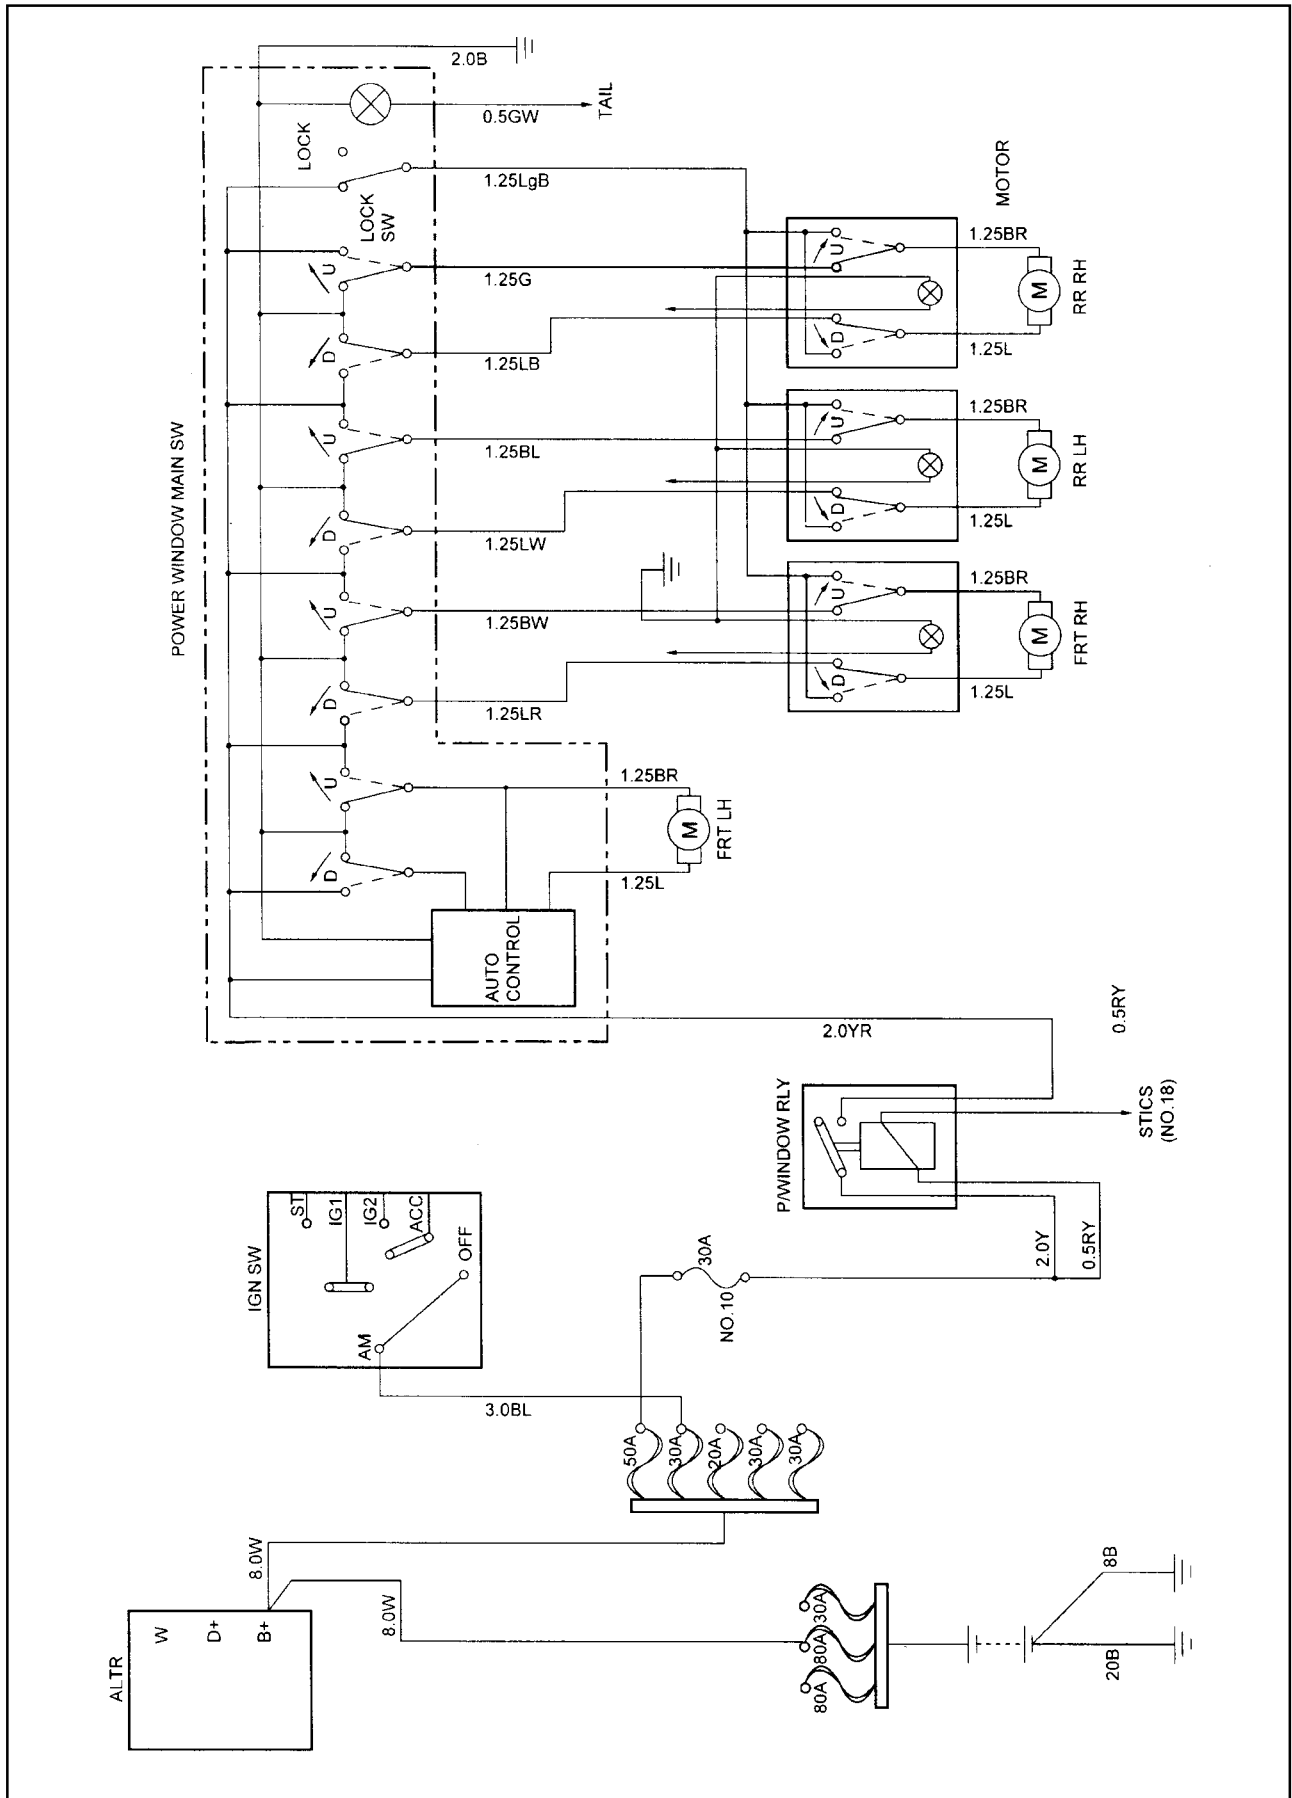 ALTR
W
D+
B+
8.0W
8.0W
80A
80A
30A
20B
8B
50A
30A
20A
30A
30A
3.0BL
IGN SW
AM
OFF
ST
IG1
IG2
ACC
30A
NO.10
2.0Y
0.5RY
P/WINDOW RLY
STICS
(NO.18)
0.5RY
2.0YR
POWER WINDOW MAIN SW
AUTO
CONTROL
D
U
D
U
D
U
D
U
LOCK
SW
LOCK
1.25L
1.25BR
M
FRT LH
1.25LR
1.25BW
1.25LW
1.25BL
1.25LB
1.25G
1.25LgB
0.5GW
TAIL
2.0B
D
U
1.25L
1.25BR
M
FRT RH
D
U
1.25L
1.25BR
M
RR LH
D
U
1.25L
1.25BR
M
RR RH
MOTOR